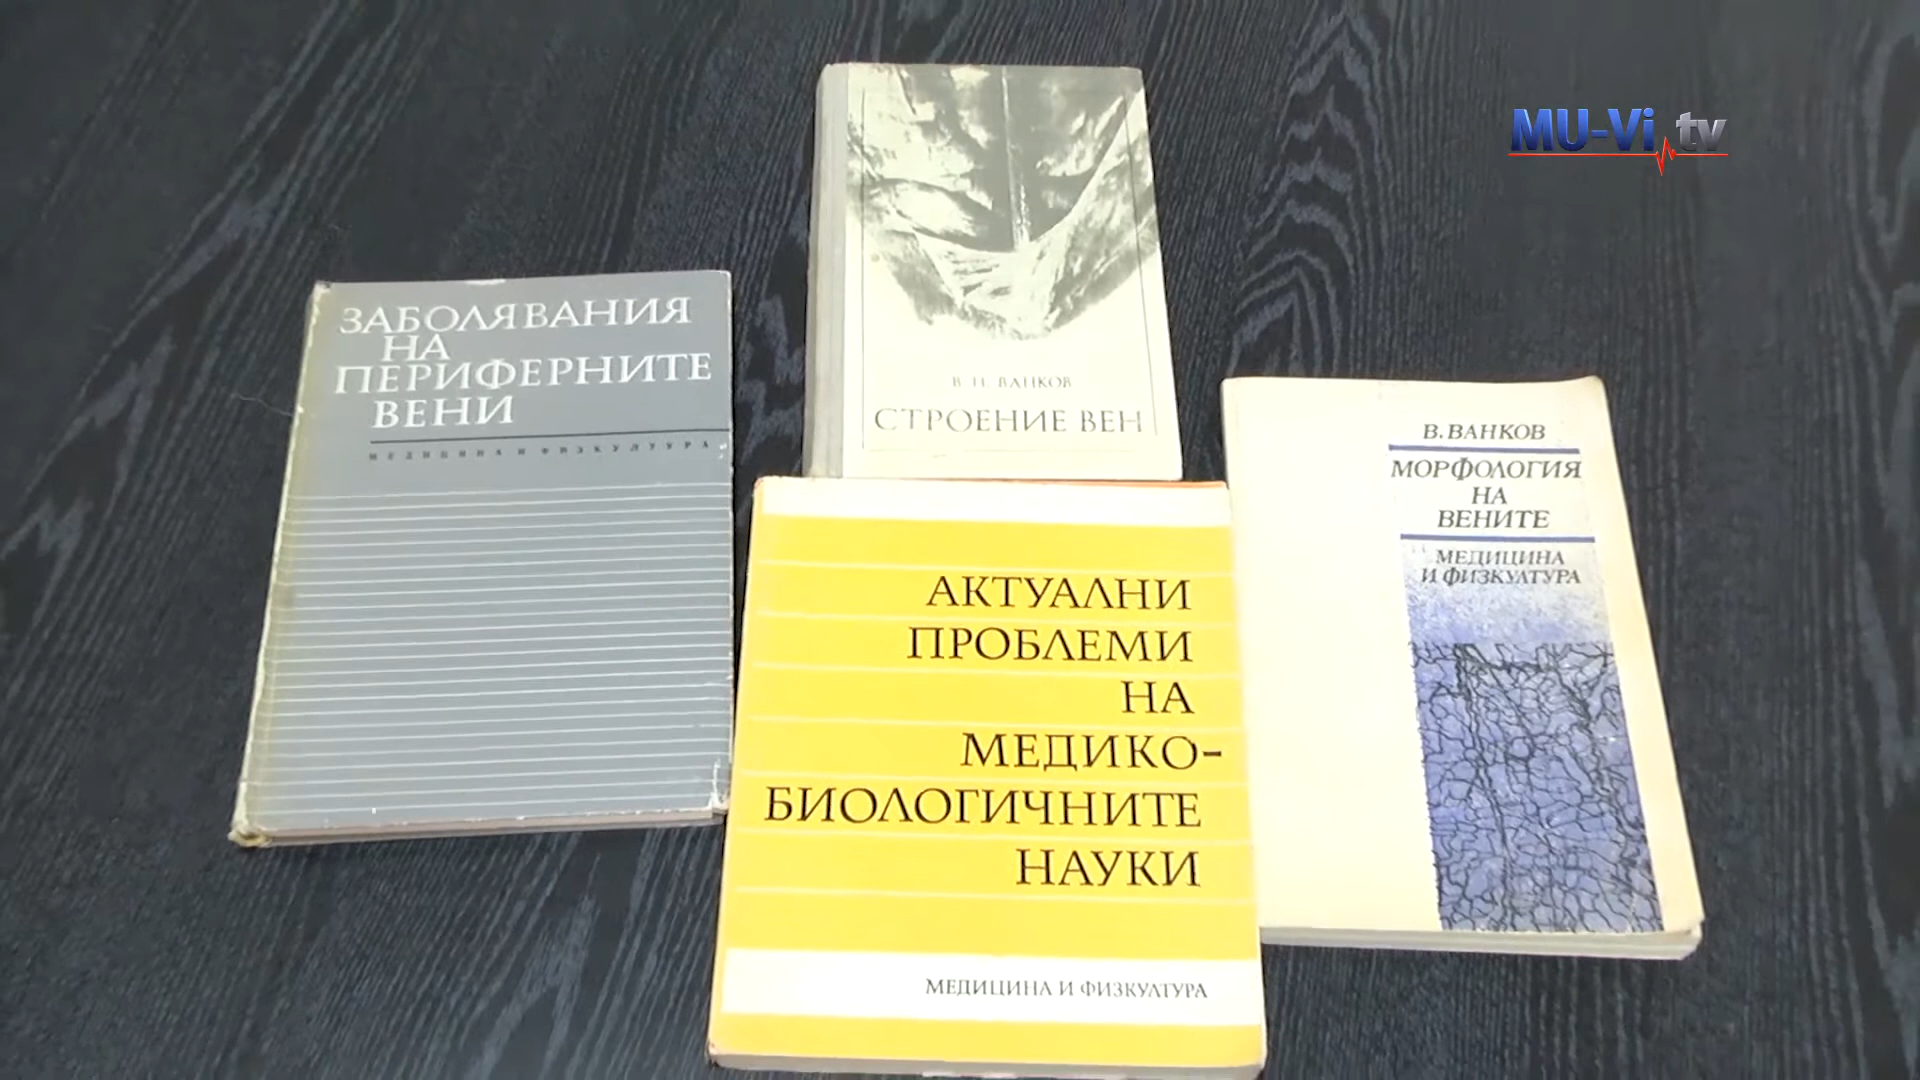 MU-Vi.tv
ЗАБОЛЯВАНИЯ
НА
ПЕРИФЕРНИТЕ
ВЕНИ
МЕДИЦИНА И ФИЗКУЛТУРА
В. Н. ВАНКОВ
СТРОЕНИЕ ВЕН
АКТУАЛНИ
ПРОБЛЕМИ
НА
МЕДИКО-
БИОЛОГИЧНИТЕ
НАУКИ
МЕДИЦИНА И ФИЗКУЛТУРА
В. ВАНКОВ
МОРФОЛОГИЯ
НА
ВЕНИТЕ
МЕДИЦИНА
И ФИЗКУЛТУРА